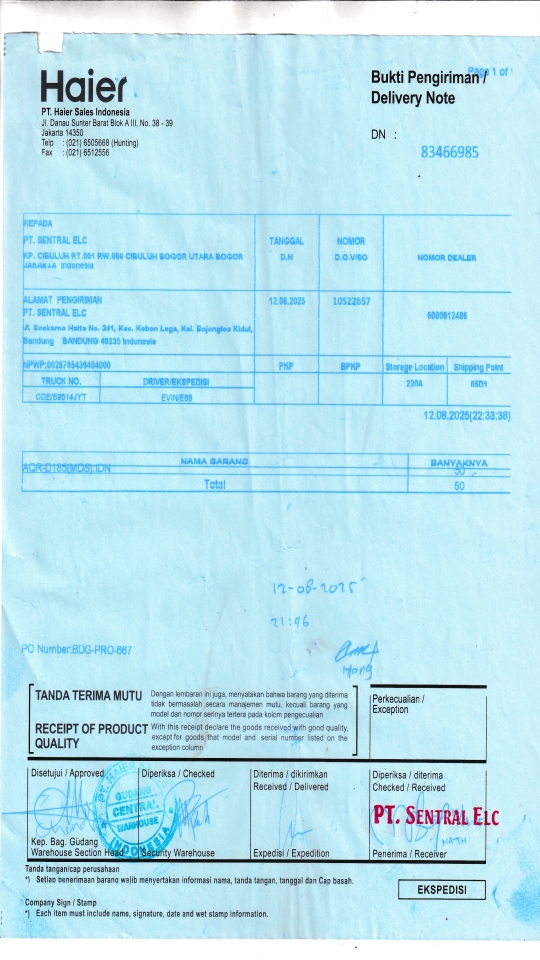 Page 1 of
Haier
Bukti Pengiriman /
Delivery Note
PT. Haier Sales Indonesia
Jl. Danau Sunter Barat Blok A III, No. 38 - 39
Jakarta 14350
Telp : (021) 6505668 (Hunting)
Fax : (021) 6512556
DN :
83466985
KEPADA
PT. SENTRAL ELC
KP. CIBULUH RT.001 RW.006 CIBULUH BOGOR UTARA BOGOR
JAKARTA Indonesia
TANGGAL
D.N
NOMOR
D.O.V/SO
NOMOR DEALER
ALAMAT PENGIRIMAN
PT. SENTRAL ELC
Jl. Soekarno Hatta No. 341, Kec. Kebon Lega, Kel. Bojongloa Kidul,
Bandung BANDUNG 40235 Indonesia
12.08.2025
10522657
NPWP:
PKP
BPKP
Storege Location
Shipping Point
TRUCK NO.
DRIVER/EKSPEDISI
220A
65D1
EVIN/E88
12.08.2025(22:33:38)
NAMA BARANG
BANYAKNYA
AQR-D185(MDS):IDN
50
Total
50
12-08-2025
21:46
PO Number:BDG-PRO-667
Hong
TANDA TERIMA MUTU
Dengan lembaran ini juga, menyatakan bahwa barang yang diterima
tidak bermasalah secara manajemen mutu, kecuali barang yang
model dan nomor serinya tertera pada kolom pengecualian
RECEIPT OF PRODUCT
QUALITY
With this receipt declare the goods received with good quality,
except for goods that model and serial number listed on the
exception column
Perkecualian /
Exception
Disetujui / Approved
Diperiksa / Checked
Diterima / dikirimkan
Received / Delivered
Diperiksa / diterima
Checked / Received
GUDANG
CENTRAL
WAREHOUSE
INDONESIA
PT. SENTRAL ELC
Kep. Bag. Gudang
Warehouse Section Head
Security Warehouse
Expedisi / Expedition
Penerima / Receiver
Tanda tangan/cap perusahaan
*) Setiap penerimaan barang wajib menyertakan informasi nama, tanda tangan, tanggal dan Cap basah.
EKSPEDISI
Company Sign / Stamp
*) Each item must include name, signature, date and wet stamp information.